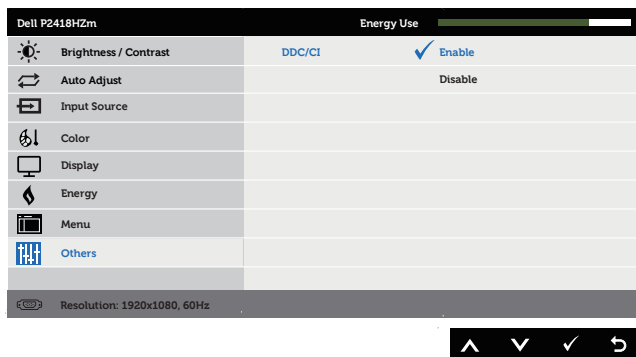 Dell P2418HZm Energy Use
Brightness / Contrast DDC/CI Enable
Auto Adjust Disable
Input Source
Color
Display
Energy
Menu
Others
Resolution: 1920x1080, 60Hz